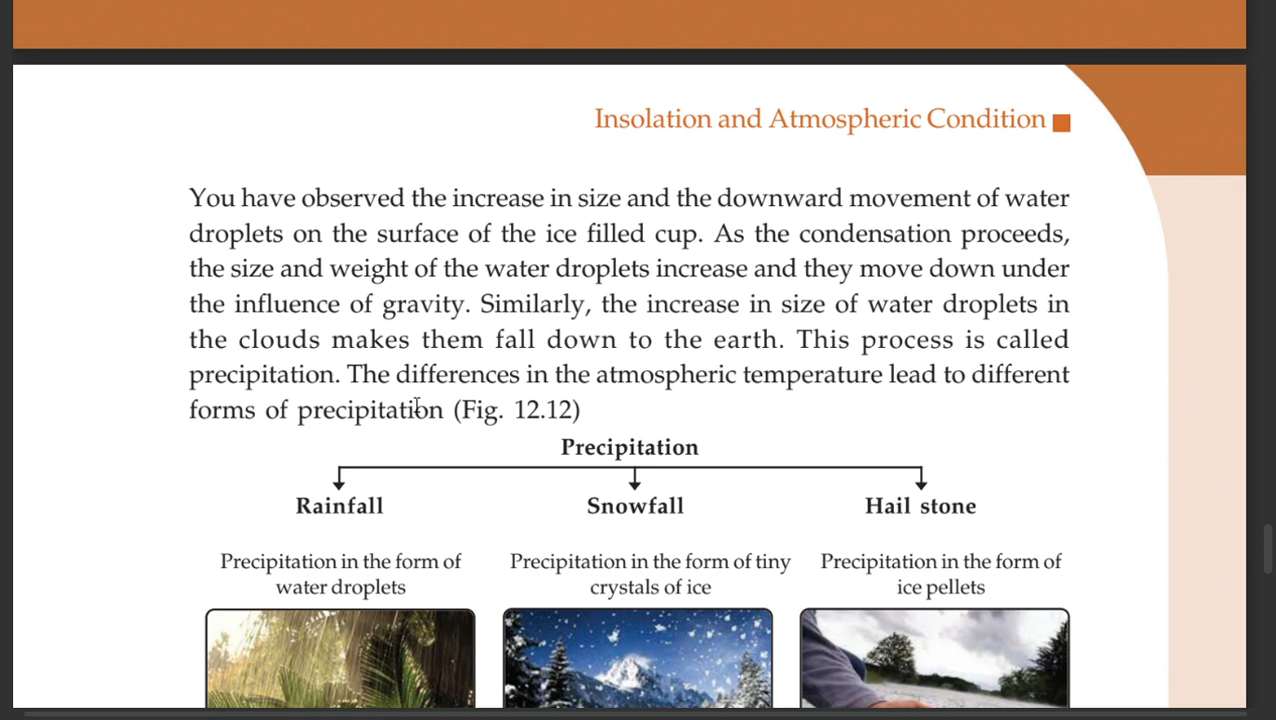 Insolation and Atmospheric Condition
You have observed the increase in size and the downward movement of water
droplets on the surface of the ice filled cup. As the condensation proceeds,
the size and weight of the water droplets increase and they move down under
the influence of gravity. Similarly, the increase in size of water droplets in
the clouds makes them fall down to the earth. This process is called
precipitation. The differences in the atmospheric temperature lead to different
forms of precipitation (Fig. 12.12)
Precipitation
Rainfall Snowfall Hail stone
Precipitation in the form of Precipitation in the form of tiny Precipitation in the form of
water droplets crystals of ice ice pellets